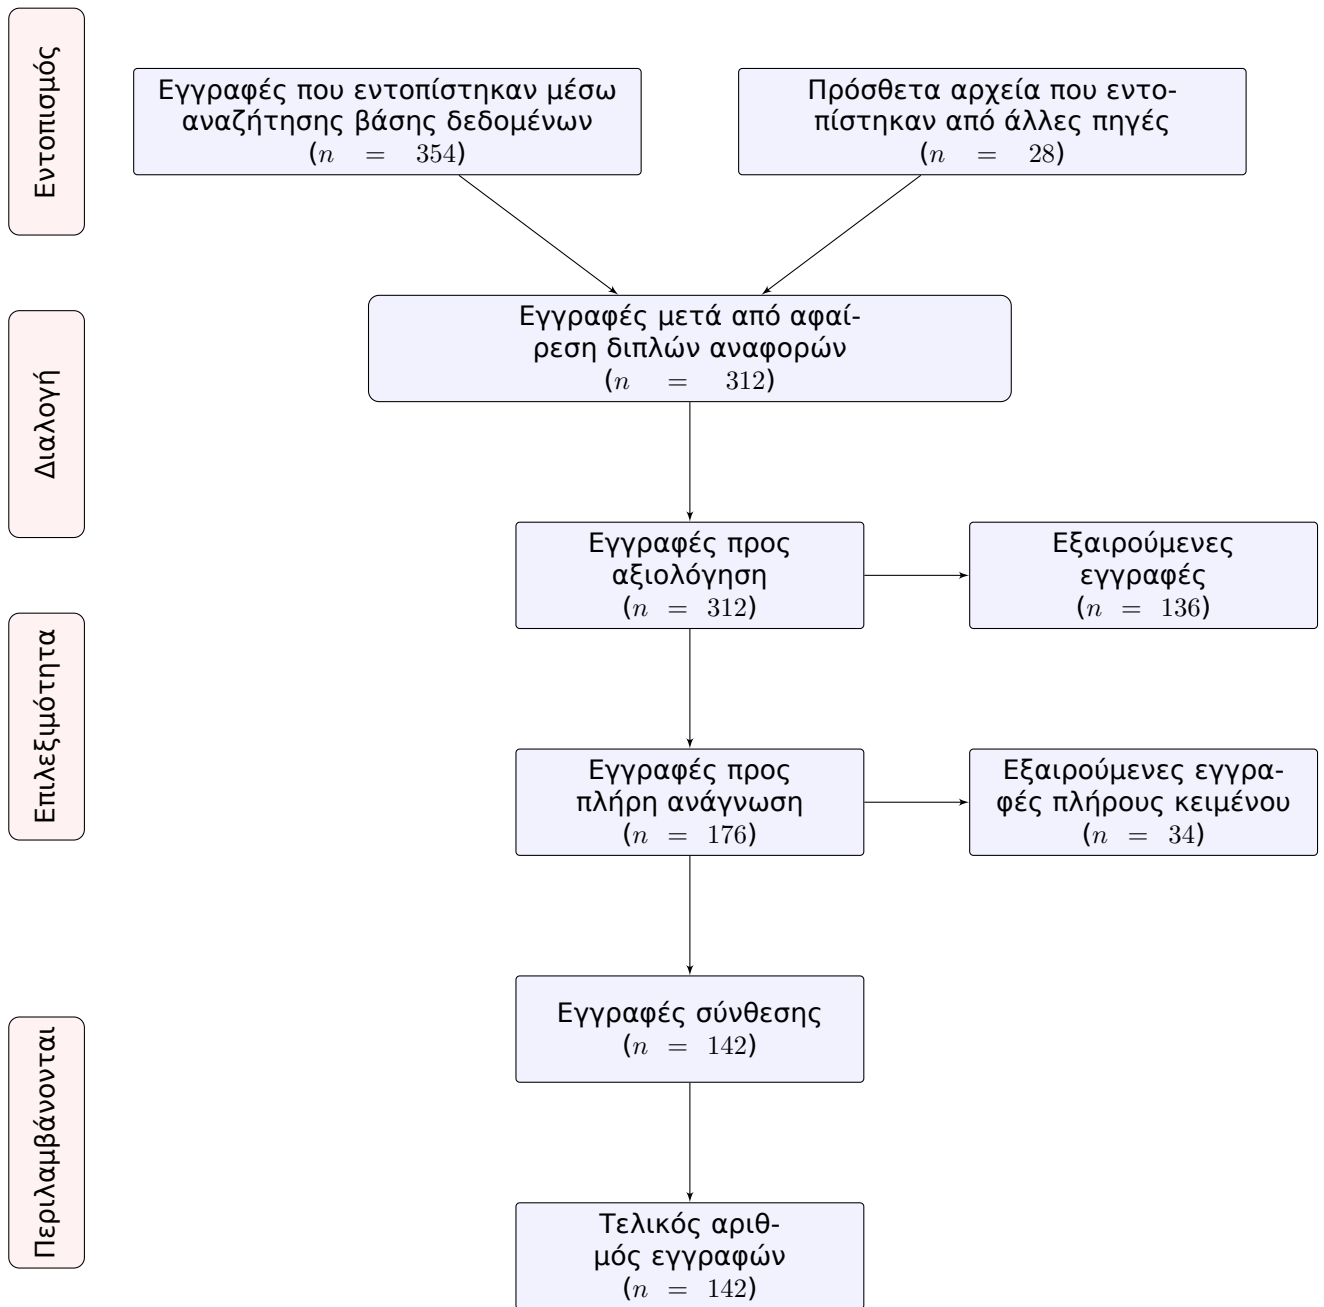 Εντοπισμός
Εγγραφές που εντοπίστηκαν μέσω
αναζήτησης βάσης δεδομένων
(n = 354)
Πρόσθετα αρχεία που εντο-
πίστηκαν από άλλες πηγές
(n = 28)
Διαλογή
Εγγραφές μετά από αφαί-
ρεση διπλών αναφορών
(n = 312)
Εγγραφές προς
αξιολόγηση
(n = 312)
Εξαιρούμενες
εγγραφές
(n = 136)
Επιλεξιμότητα
Εγγραφές προς
πλήρη ανάγνωση
(n = 176)
Εξαιρούμενες εγγρα-
φές πλήρους κειμένου
(n = 34)
Περιλαμβάνονται
Εγγραφές σύνθεσης
(n = 142)
Τελικός αριθ-
μός εγγραφών
(n = 142)